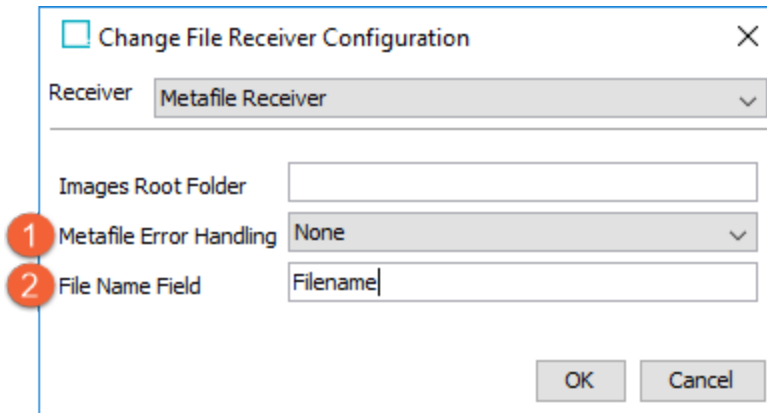 Change File Receiver Configuration
Receiver Metafile Receiver
Images Root Folder
1 Metafile Error Handling None
2 File Name Field Filename
OK Cancel